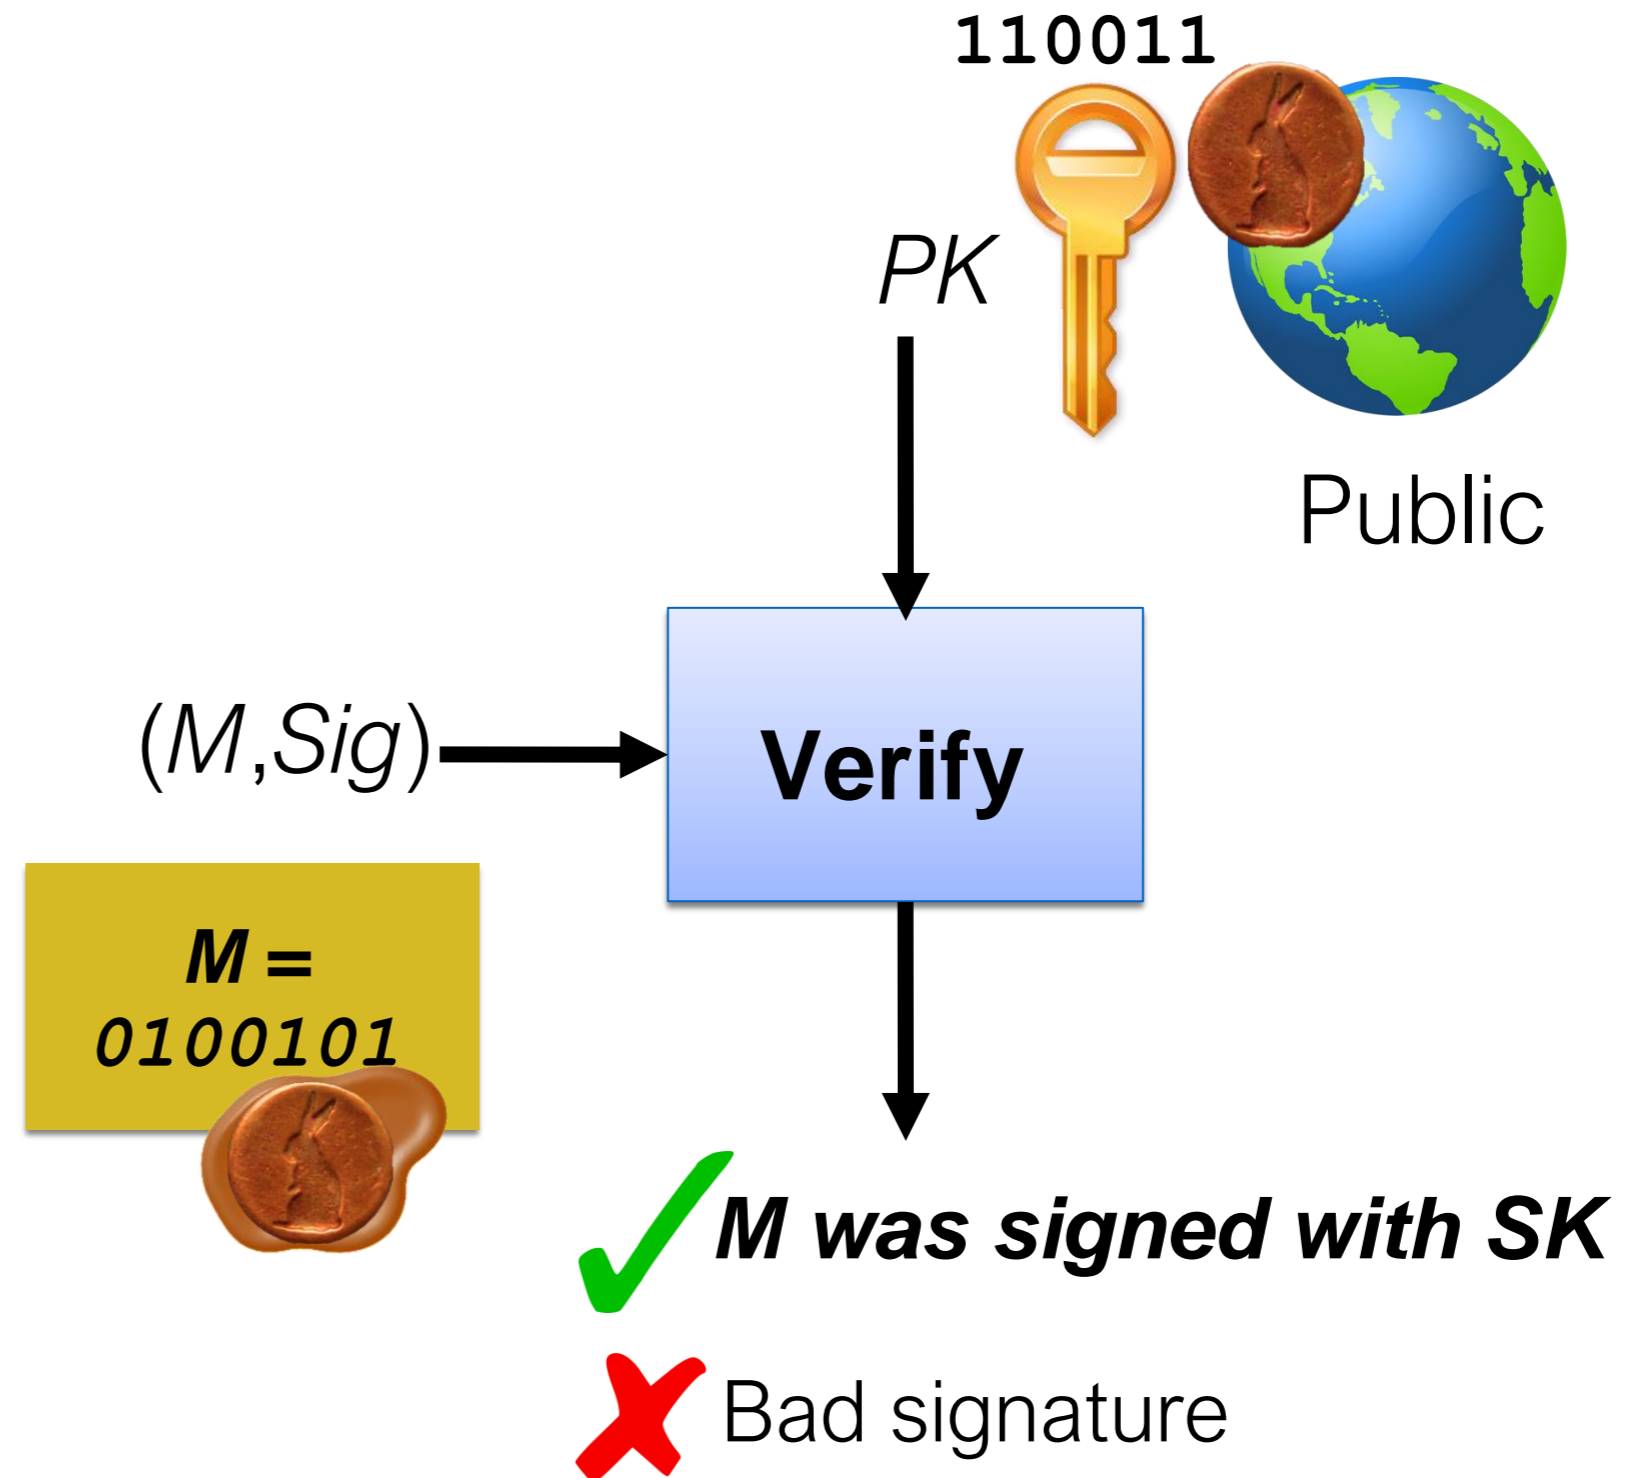 110011
PK
Public
(M,Sig)
Verify
M =
0100101
M was signed with SK
Bad signature